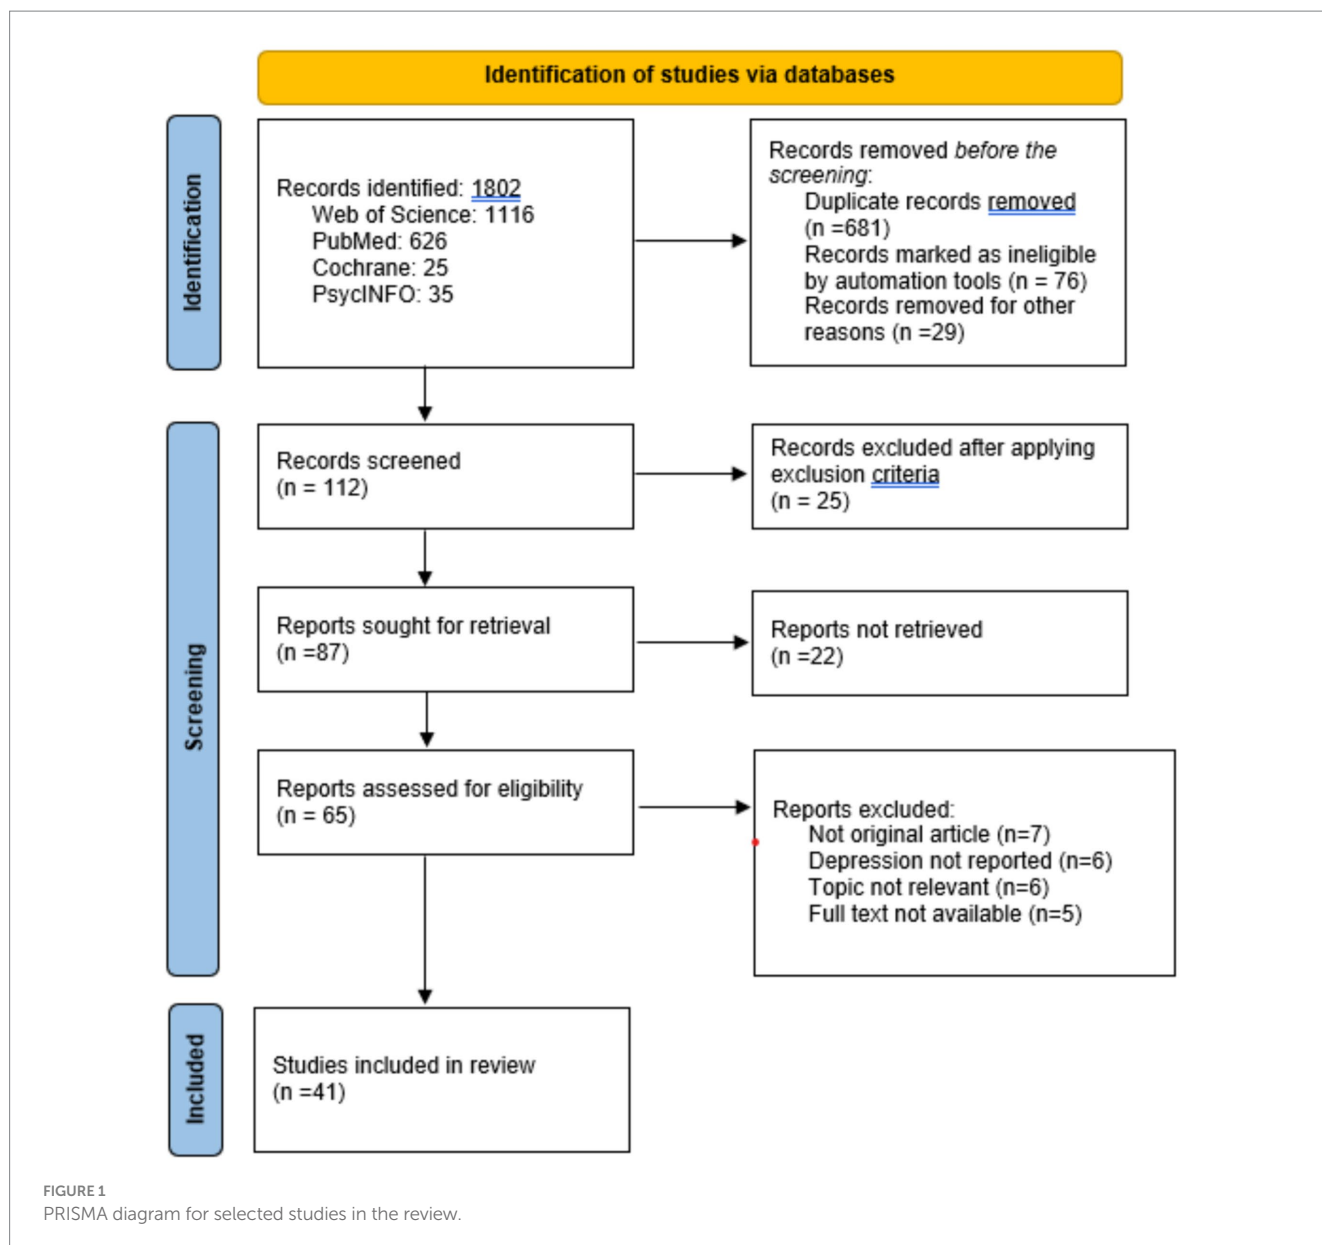 Identification of studies via databases
Identification
Records identified: 1802
Web of Science: 1116
PubMed: 626
Cochrane: 25
PsycINFO: 35
Records removed before the
screening:
Duplicate records removed
(n =681)
Records marked as ineligible
by automation tools (n = 76)
Records removed for other
reasons (n =29)
Screening
Records screened
(n = 112)
Records excluded after applying
exclusion criteria
(n = 25)
Reports sought for retrieval
(n =87)
Reports not retrieved
(n =22)
Reports assessed for eligibility
(n = 65)
Reports excluded:
Not original article (n=7)
Depression not reported (n=6)
Topic not relevant (n=6)
Full text not available (n=5)
Included
Studies included in review
(n =41)
FIGURE 1
PRISMA diagram for selected studies in the review.